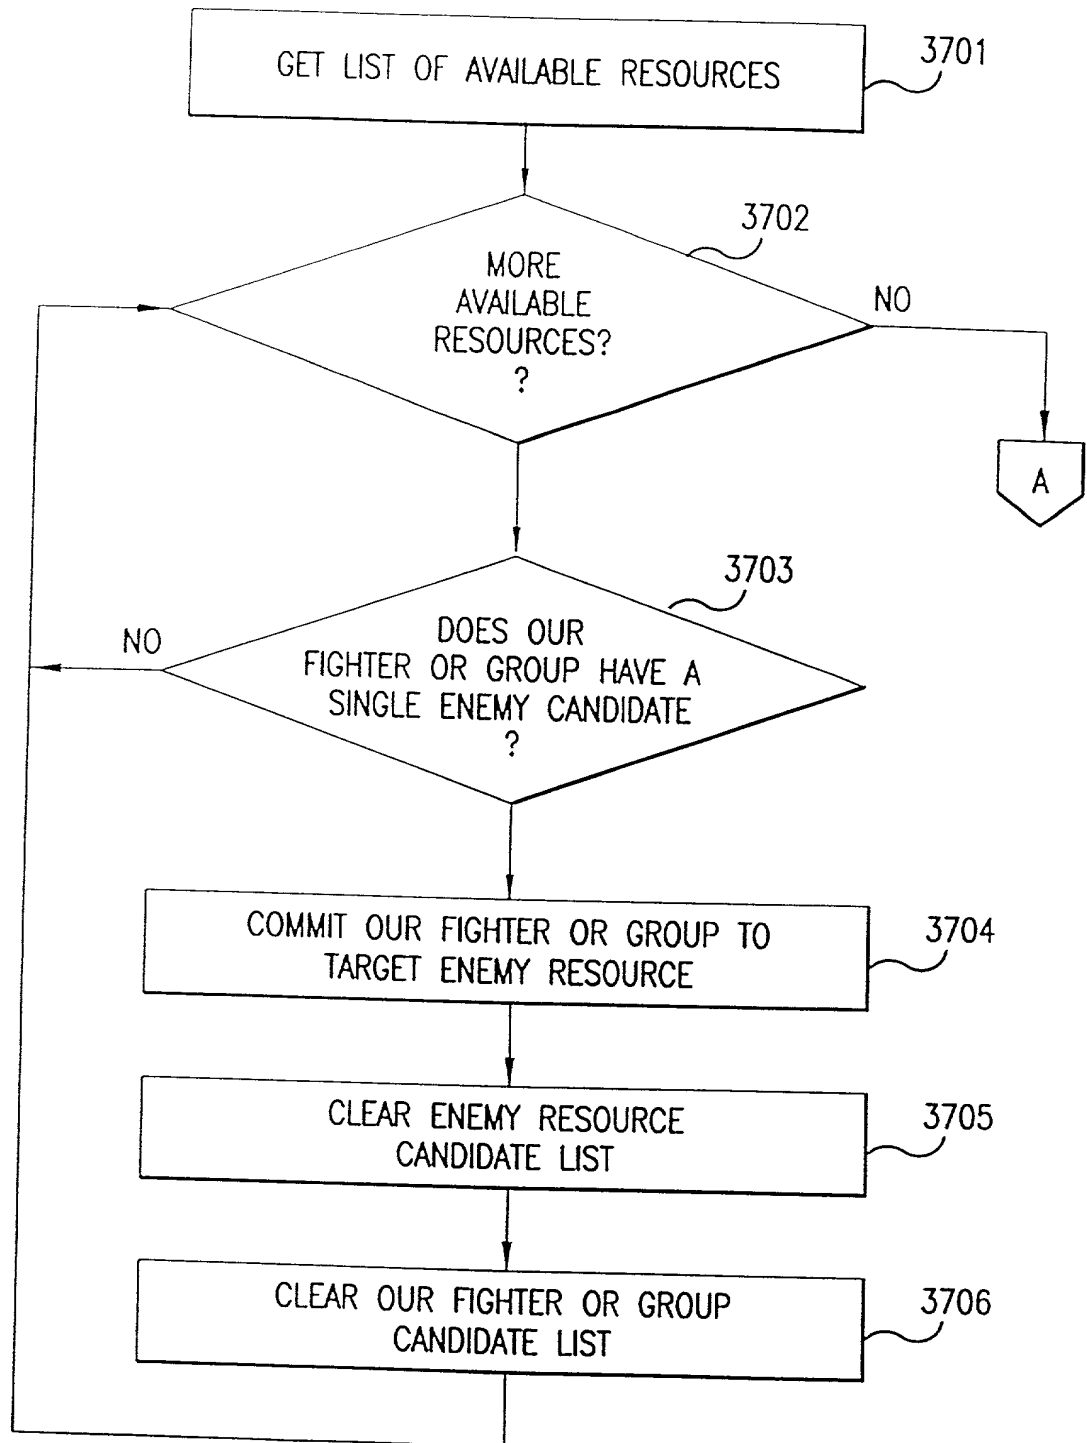 GET LIST OF AVAILABLE RESOURCES
3701
3702
MORE
AVAILABLE
RESOURCES?
?
NO
A
3703
NO
DOES OUR
FIGHTER OR GROUP HAVE A
SINGLE ENEMY CANDIDATE
?
COMMIT OUR FIGHTER OR GROUP TO
TARGET ENEMY RESOURCE
3704
CLEAR ENEMY RESOURCE
CANDIDATE LIST
3705
CLEAR OUR FIGHTER OR GROUP
CANDIDATE LIST
3706